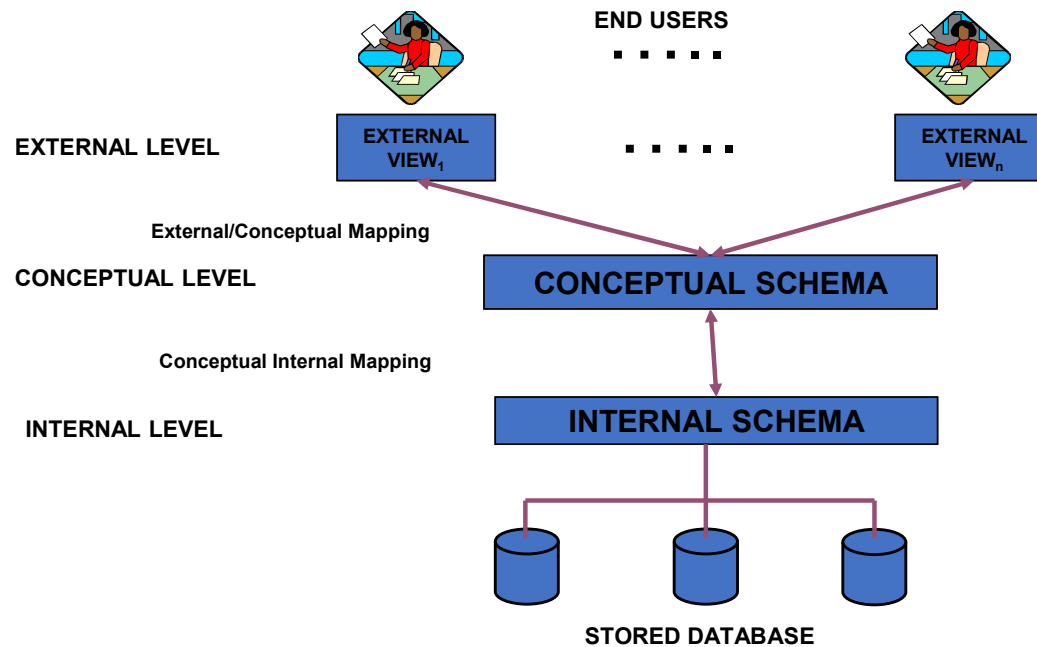 END USERS
EXTERNAL LEVEL
EXTERNAL
VIEW₁
EXTERNAL
VIEWₙ
External/Conceptual Mapping
CONCEPTUAL LEVEL
CONCEPTUAL SCHEMA
Conceptual Internal Mapping
INTERNAL LEVEL
INTERNAL SCHEMA
STORED DATABASE